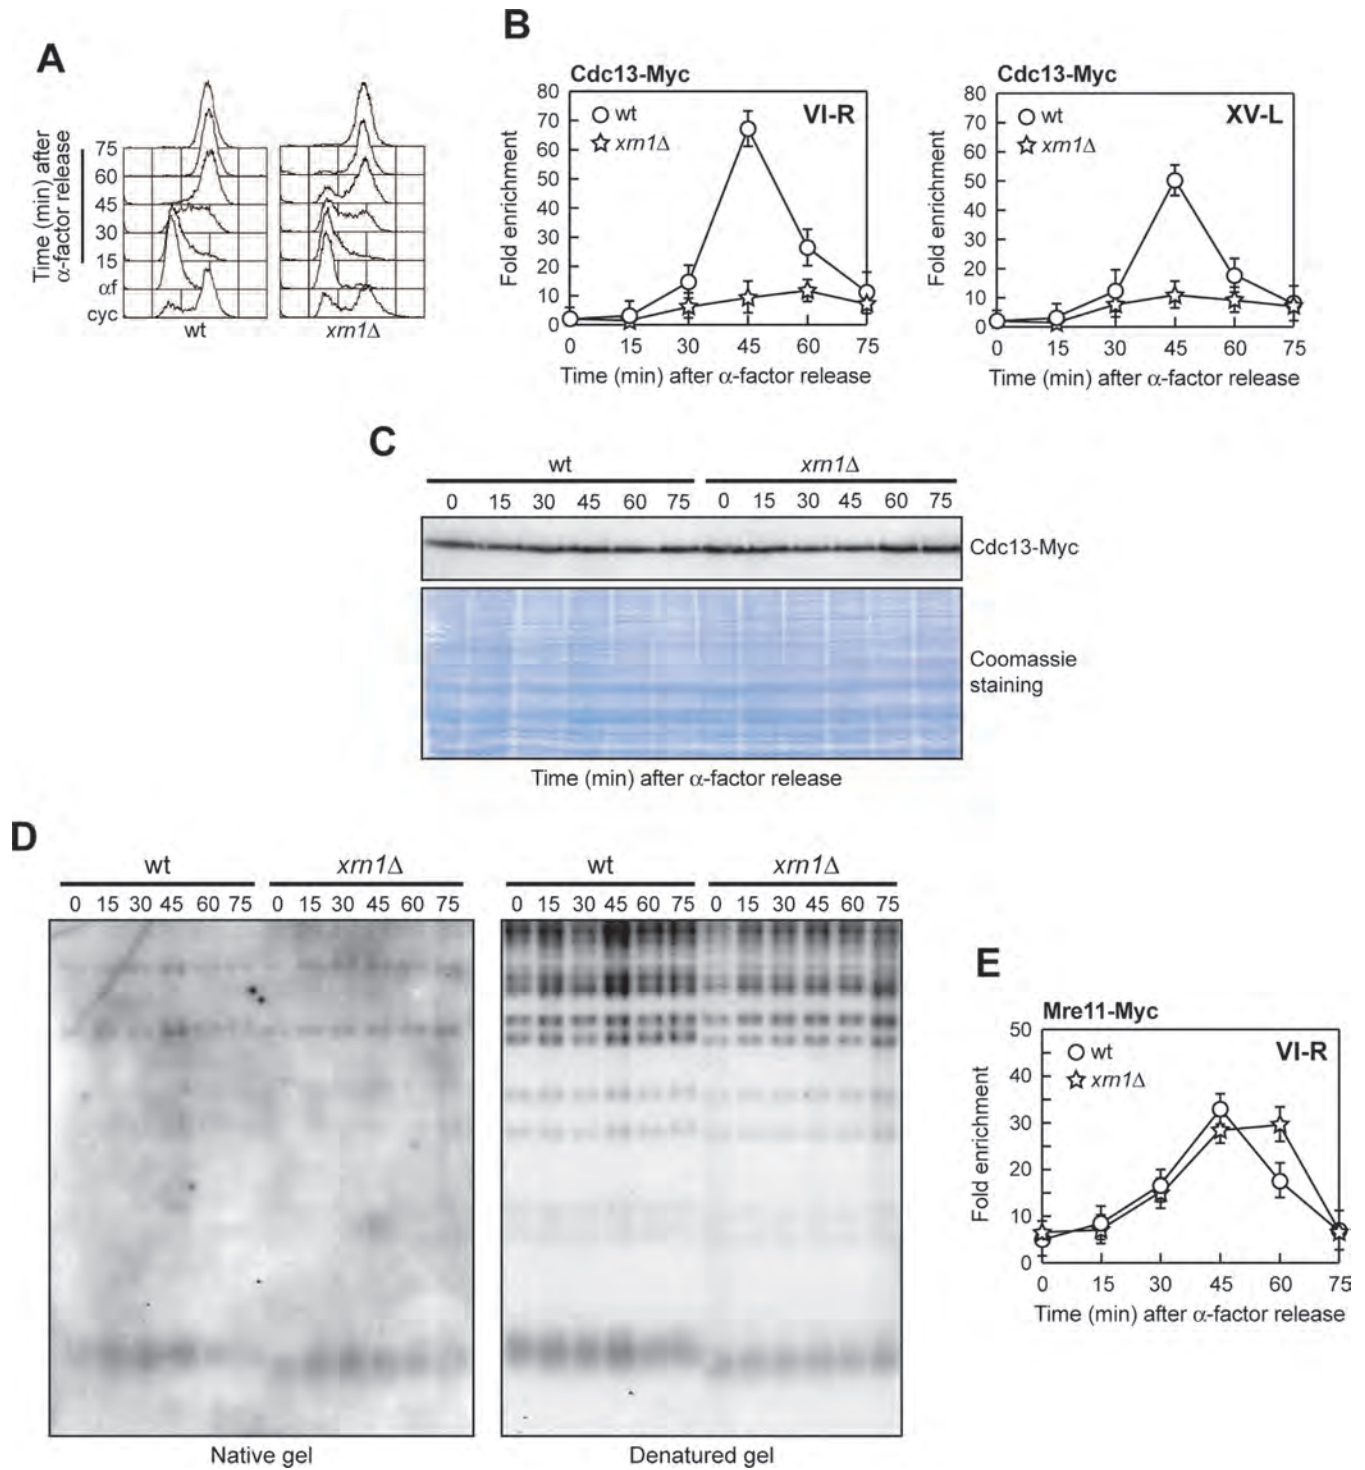 A
Time (min) after
α-factor release
75
60
45
30
15
αf
cyc
wt
xrn1Δ
B
Cdc13-Myc
VI-R
wt
xrn1Δ
Fold enrichment
80
70
60
50
40
30
20
10
0
0 15 30 45 60 75
Time (min) after α-factor release
Cdc13-Myc
XV-L
wt
xrn1Δ
Fold enrichment
80
70
60
50
40
30
20
10
0
0 15 30 45 60 75
Time (min) after α-factor release
C
wt xrn1Δ
0 15 30 45 60 75 0 15 30 45 60 75
Cdc13-Myc
Coomassie
staining
Time (min) after α-factor release
D
wt xrn1Δ
0 15 30 45 60 75 0 15 30 45 60 75
Native gel
wt xrn1Δ
0 15 30 45 60 75 0 15 30 45 60 75
Denatured gel
E
Mre11-Myc
VI-R
wt
xrn1Δ
Fold enrichment
50
40
30
20
10
0
0 15 30 45 60 75
Time (min) after α-factor release